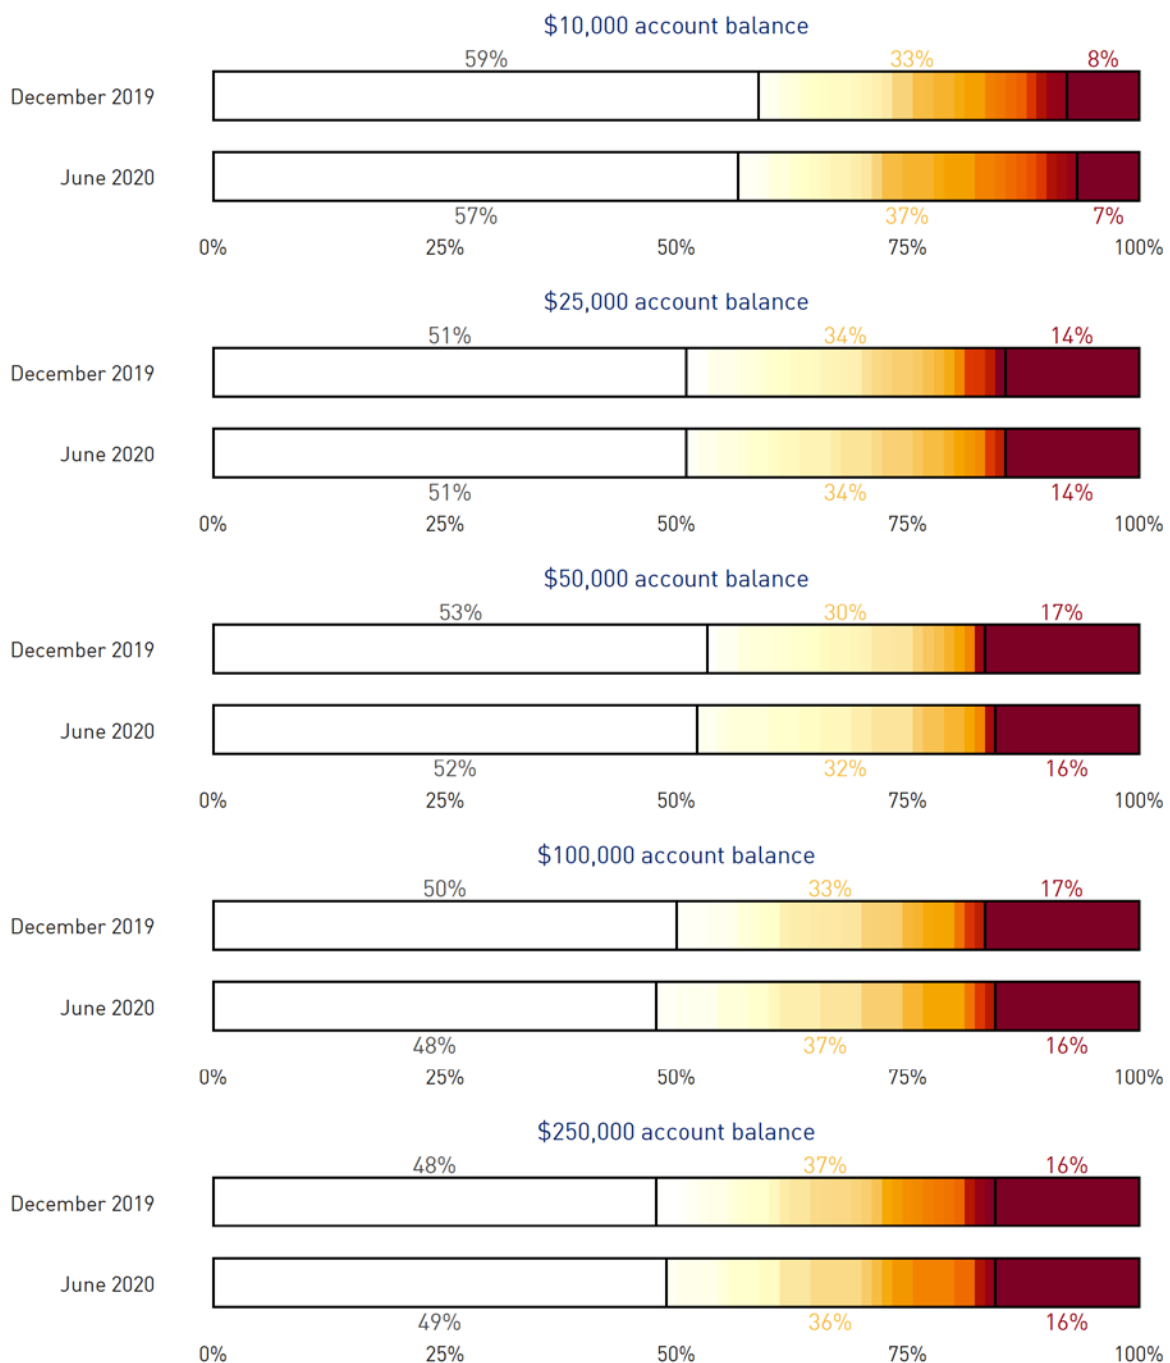 $10,000 account balance
59% 33% 8%
December 2019
June 2020
57% 37% 7%
0% 25% 50% 75% 100%
$25,000 account balance
51% 34% 14%
December 2019
June 2020
51% 34% 14%
0% 25% 50% 75% 100%
$50,000 account balance
53% 30% 17%
December 2019
June 2020
52% 32% 16%
0% 25% 50% 75% 100%
$100,000 account balance
50% 33% 17%
December 2019
June 2020
48% 37% 16%
0% 25% 50% 75% 100%
$250,000 account balance
48% 37% 16%
December 2019
June 2020
49% 36% 16%
0% 25% 50% 75% 100%